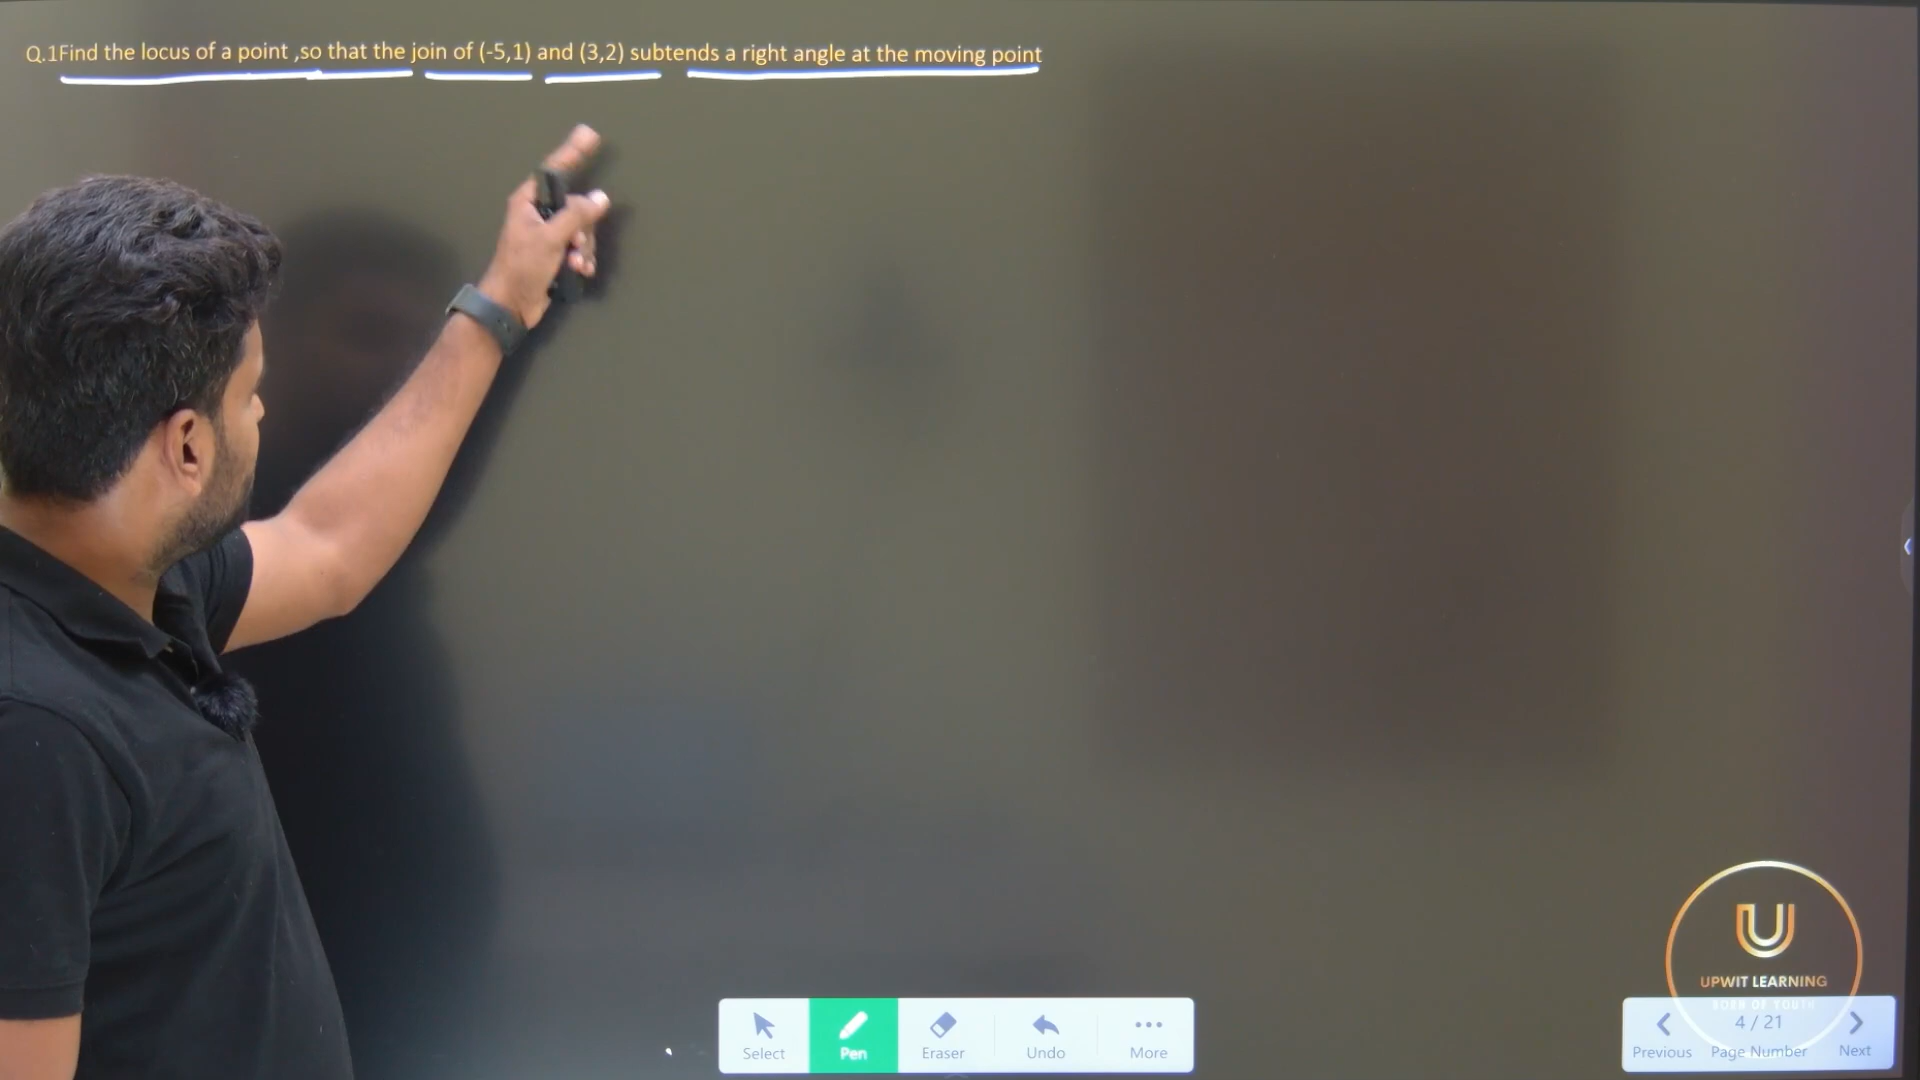 Q.1Find the locus of a point ,so that the join of (-5,1) and (3,2) subtends a right angle at the moving point
UPWIT LEARNING
Select
Pen
Eraser
Undo
More
4 / 21
Previous
Page Number
Next